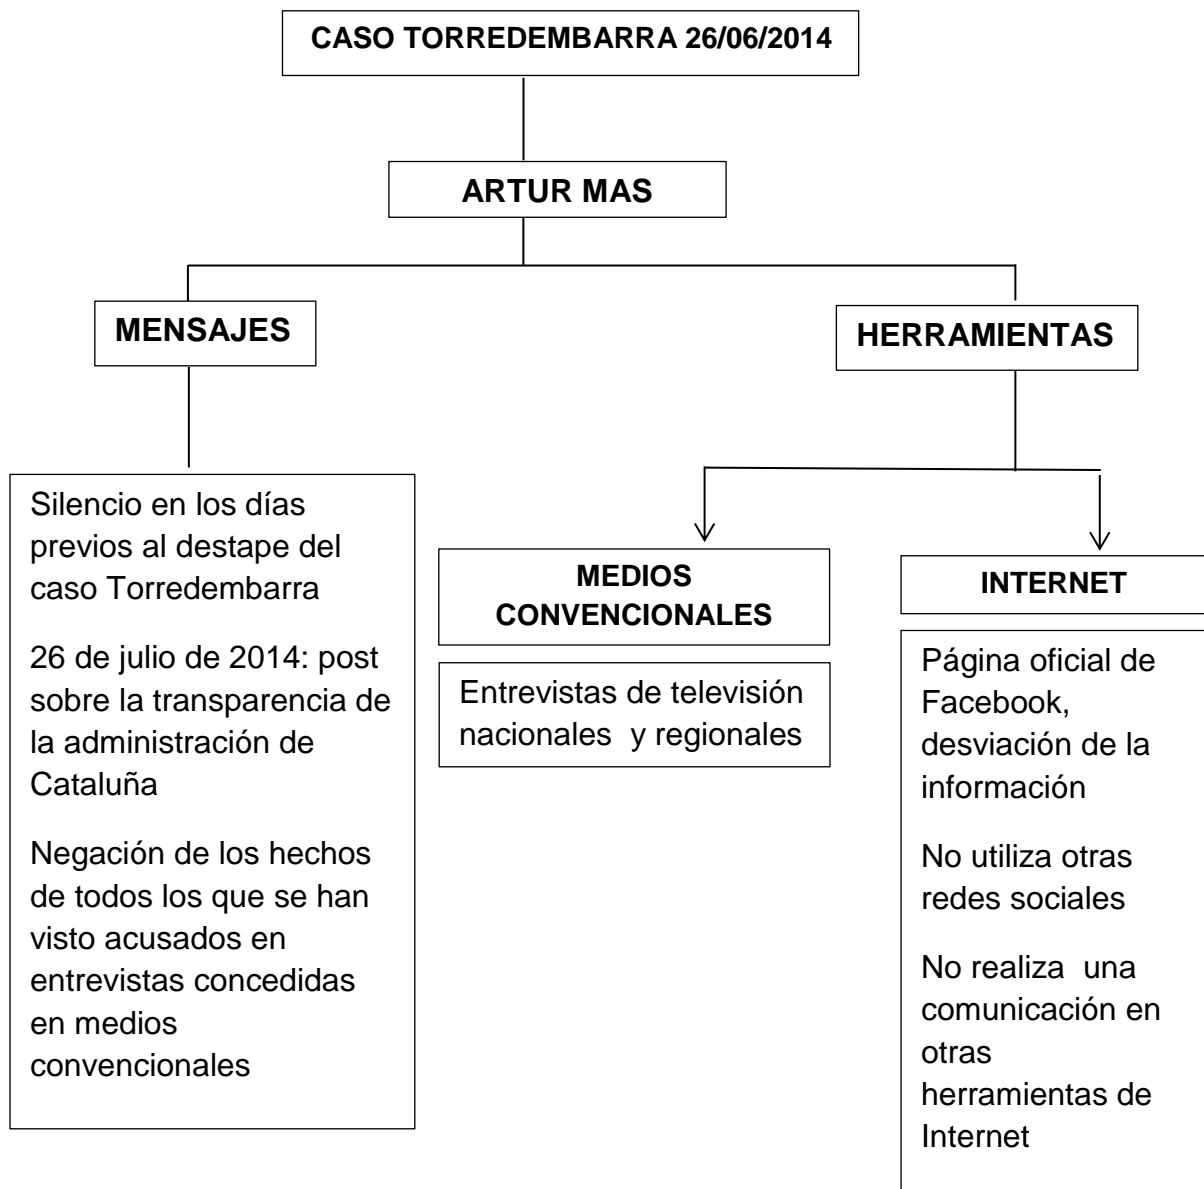 CASO TORREDEMBARRA 26/06/2014
ARTUR MAS
MENSAJES
Silencio en los días
previos al destape del
caso Torredembarra
26 de julio de 2014: post
sobre la transparencia de
la administración de
Cataluña
Negación de los hechos
de todos los que se han
visto acusados en
entrevistas concedidas
en medios
convencionales
HERRAMIENTAS
MEDIOS
CONVENCIONALES
Entrevistas de televisión
nacionales y regionales
INTERNET
Página oficial de
Facebook,
desviación de la
información
No utiliza otras
redes sociales
No realiza una
comunicación en
otras
herramientas de
Internet